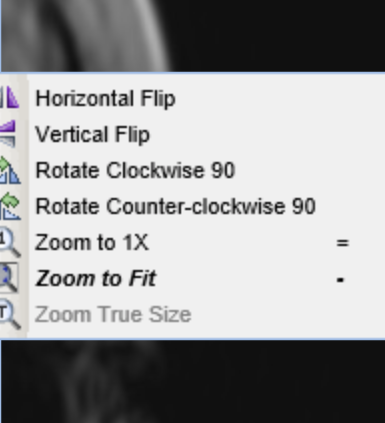 Horizontal Flip
Vertical Flip
Rotate Clockwise 90
Rotate Counter-clockwise 90
Zoom to 1X =
Zoom to Fit -
Zoom True Size